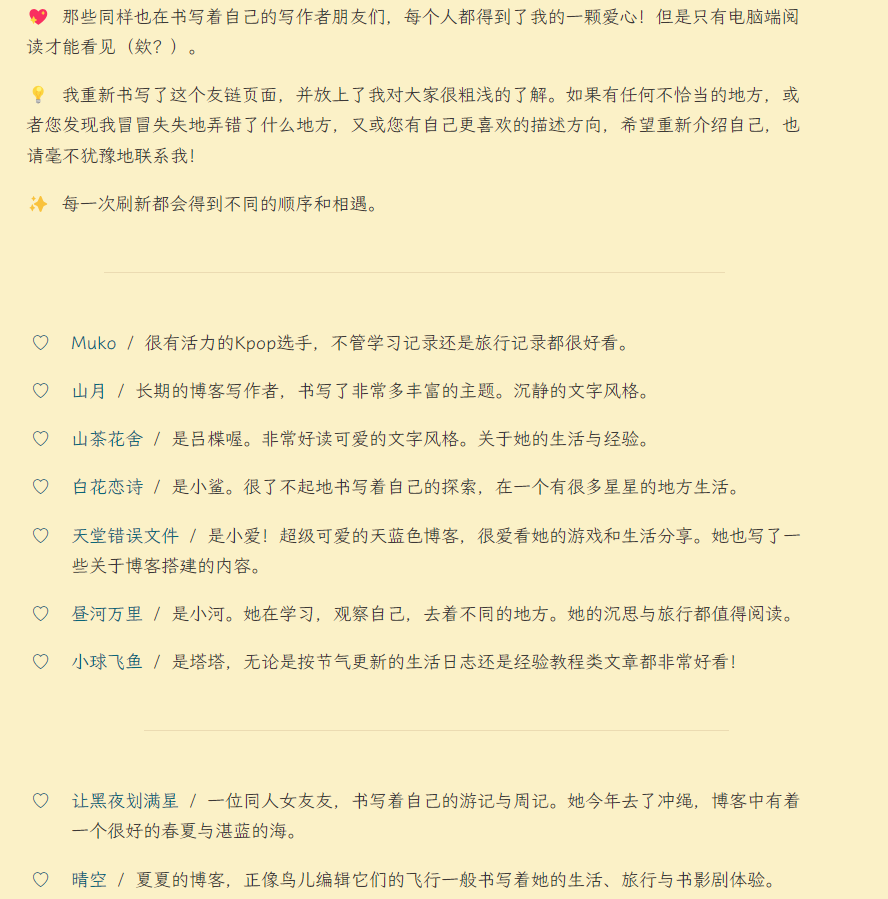 💖 那些同样也在书写着自己的写作者朋友们，每个人都得到了我的一颗爱心！但是只有电脑端阅
读才能看见（欸？）。
💡 我重新书写了这个友链页面，并放上了我对大家很粗浅的了解。如果有任何不恰当的地方，或
者您发现我冒冒失失地弄错了什么地方，又或您有自己更喜欢的描述方向，希望重新介绍自己，也
请毫不犹豫地联系我！
✨ 每一次刷新都会得到不同的顺序和相遇。
♡ Muko / 很有活力的Kpop选手，不管学习记录还是旅行记录都很好看。
♡ 山月 / 长期的博客写作者，书写了非常多丰富的主题。沉静的文字风格。
♡ 山茶花舍 / 是吕楪喔。非常好读可爱的文字风格。关于她的生活与经验。
♡ 白花恋诗 / 是小鲨。很了不起地书写着自己的探索，在一个有很多星星的地方生活。
♡ 天堂错误文件 / 是小爱！超级可爱的天蓝色博客，很爱看她的游戏和生活分享。她也写了一
些关于博客搭建的内容。
♡ 昼河万里 / 是小河。她在学习，观察自己，去着不同的地方。她的沉思与旅行都值得阅读。
♡ 小球飞鱼 / 是塔塔，无论是按节气更新的生活日志还是经验教程类文章都非常好看！
♡ 让黑夜划满星 / 一位同人女友友，书写着自己的游记与周记。她今年去了冲绳，博客中有着
一个很好的春夏与湛蓝的海。
♡ 晴空 / 夏夏的博客，正像鸟儿编辑它们的飞行一般书写着她的生活、旅行与书影剧体验。